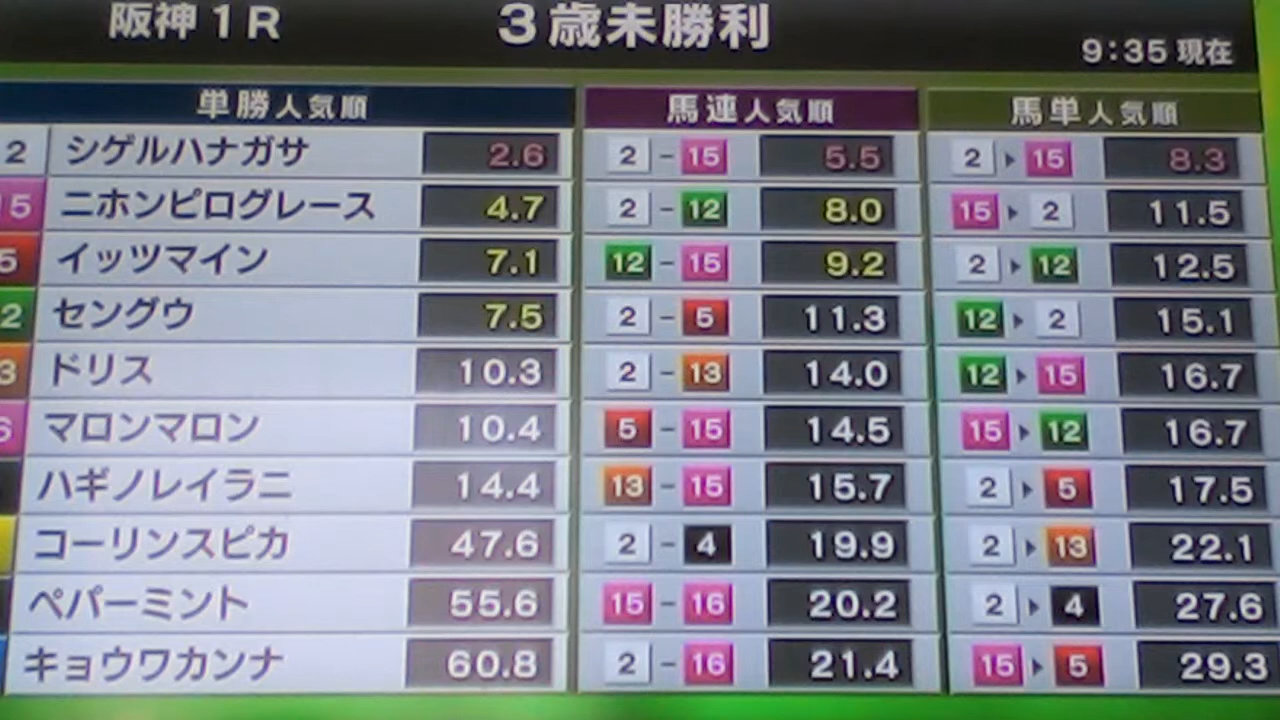 阪神1R 3歳未勝利 9:35現在
単勝人気順 馬連人気順 馬単人気順
2 シゲルハナガサ 2.6 2-15 5.5 2▶15 8.3
15 ニホンピログレース 4.7 2-12 8.0 15▶2 11.5
5 イッツマイン 7.1 12-15 9.2 2▶12 12.5
2 セングウ 7.5 2-5 11.3 12▶2 15.1
3 ドリス 10.3 2-13 14.0 12▶15 16.7
6 マロンマロン 10.4 5-15 14.5 15▶12 16.7
ハギノレイラニ 14.4 13-15 15.7 2▶5 17.5
コーリンスピカ 47.6 2-4 19.9 2▶13 22.1
ペパーミント 55.6 15-16 20.2 2▶4 27.6
キョウワカンナ 60.8 2-16 21.4 15▶5 29.3